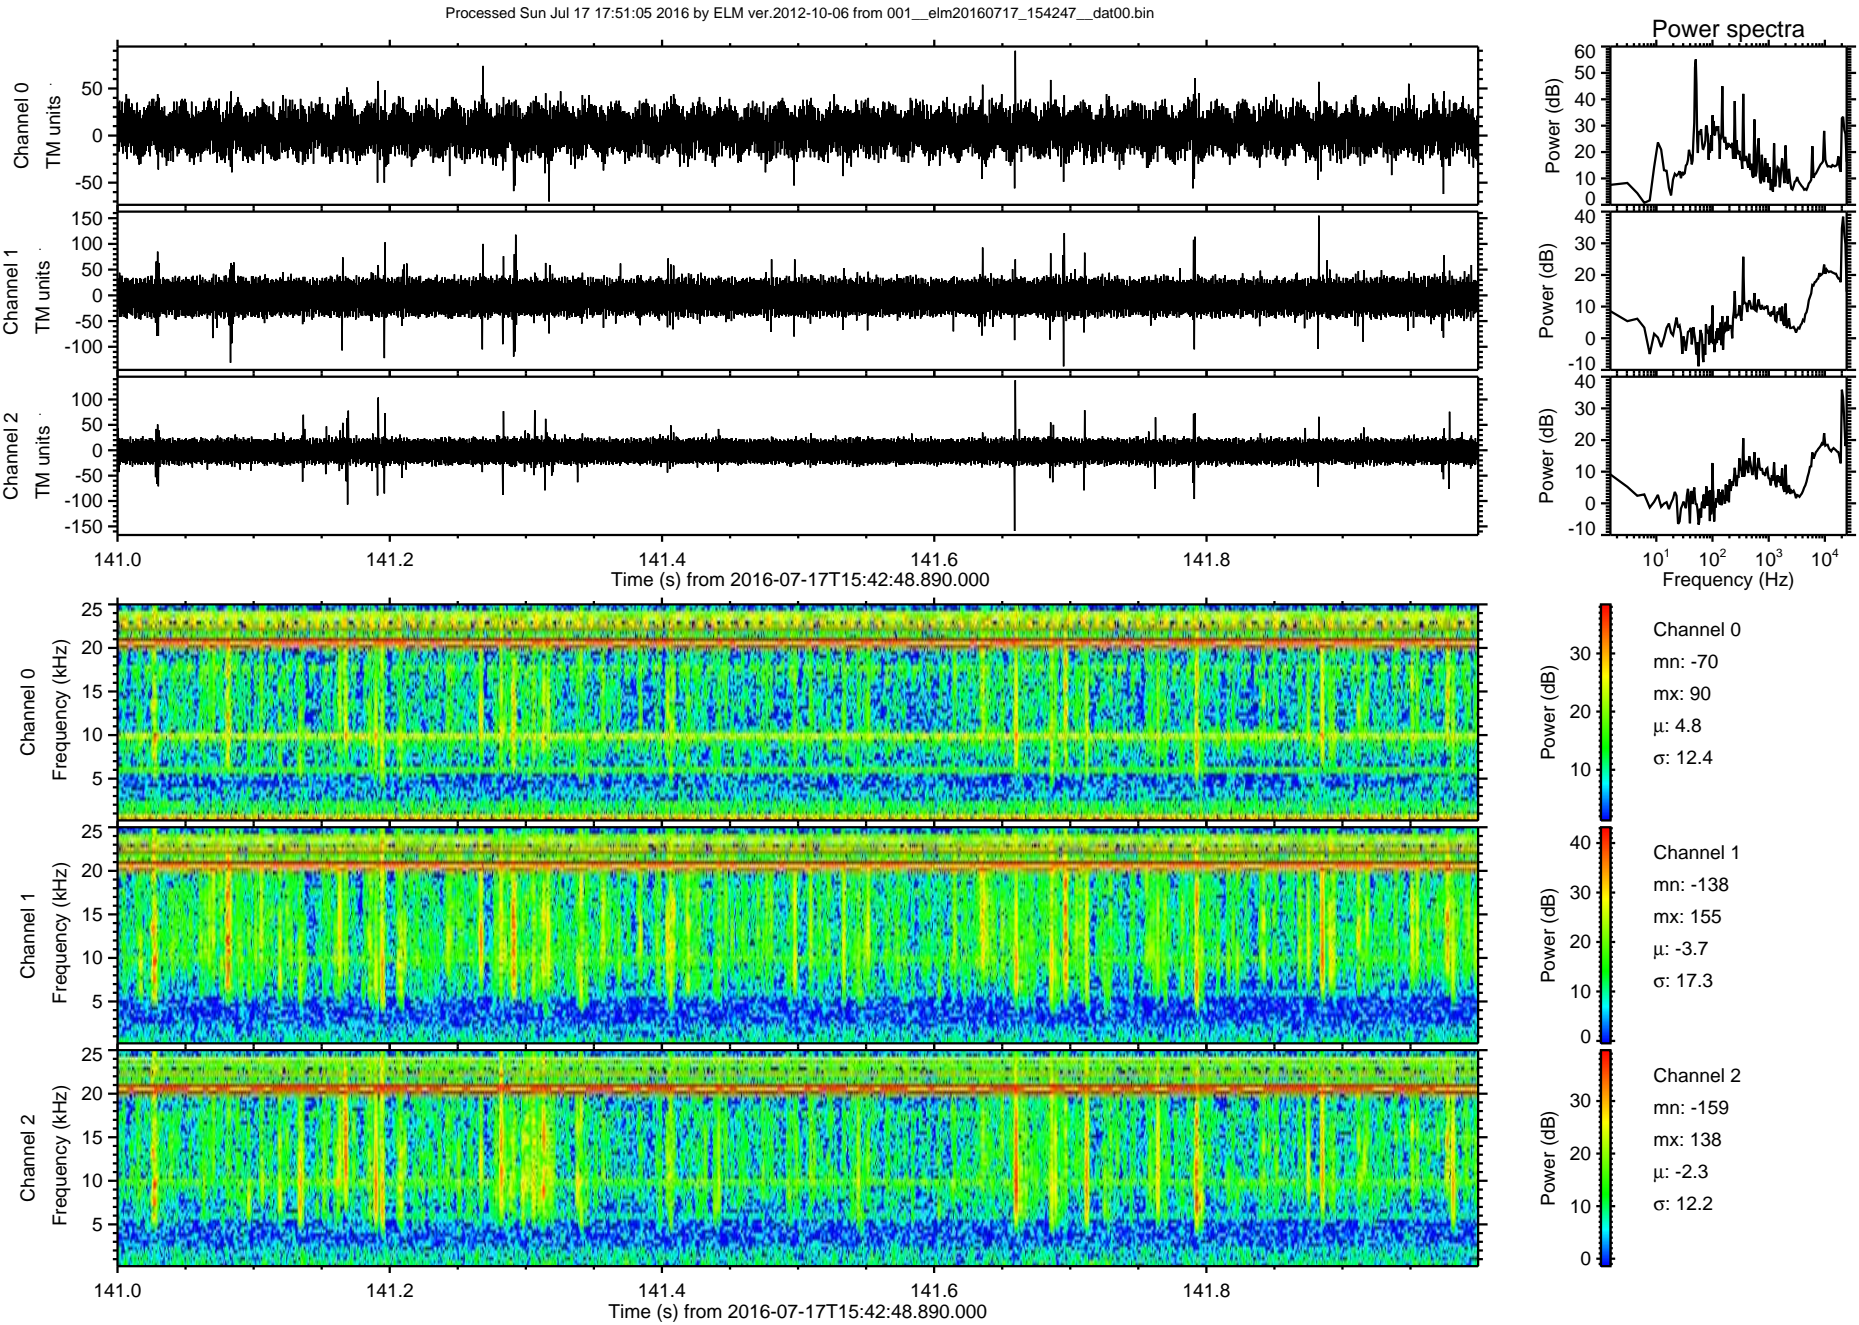 Processed Sun Jul 17 17:51:05 2016 by ELM ver.2012-10-06 from 001__elm20160717_154247__dat00.bin
Power spectra
Channel 0
TM units
50
0
-50
Power (dB)
60
50
40
30
20
10
0
Channel 1
TM units
150
100
50
0
-50
-100
Power (dB)
40
30
20
10
0
-10
Channel 2
TM units
100
50
0
-50
-100
-150
Power (dB)
40
30
20
10
0
-10
141.0 141.2 141.4 141.6 141.8
Time (s) from 2016-07-17T15:42:48.890.000
10^1 10^2 10^3 10^4
Frequency (Hz)
Channel 0
Frequency (kHz)
25
20
15
10
5
Power (dB)
30
20
10
Channel 0
mn: -70
mx: 90
μ: 4.8
σ: 12.4
Channel 1
Frequency (kHz)
25
20
15
10
5
Power (dB)
40
30
20
10
0
Channel 1
mn: -138
mx: 155
μ: -3.7
σ: 17.3
Channel 2
Frequency (kHz)
25
20
15
10
5
Power (dB)
30
20
10
0
Channel 2
mn: -159
mx: 138
μ: -2.3
σ: 12.2
141.0 141.2 141.4 141.6 141.8
Time (s) from 2016-07-17T15:42:48.890.000